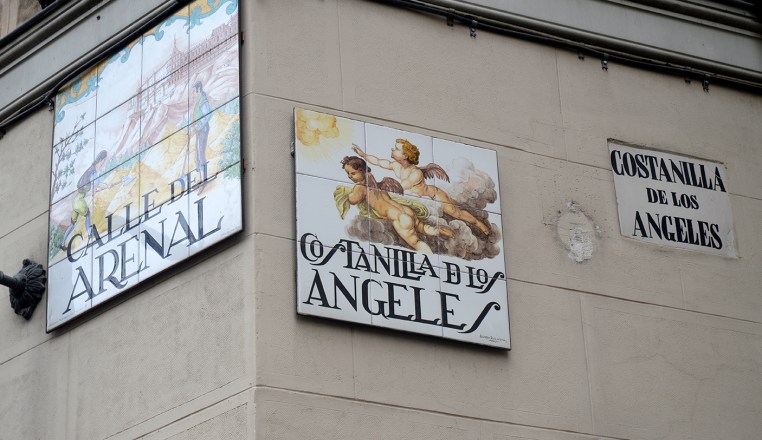 CALLE DEL
ARENAL
COSTANILLA D LOS
ANGELES
COSTANILLA
DE LOS
ANGELES